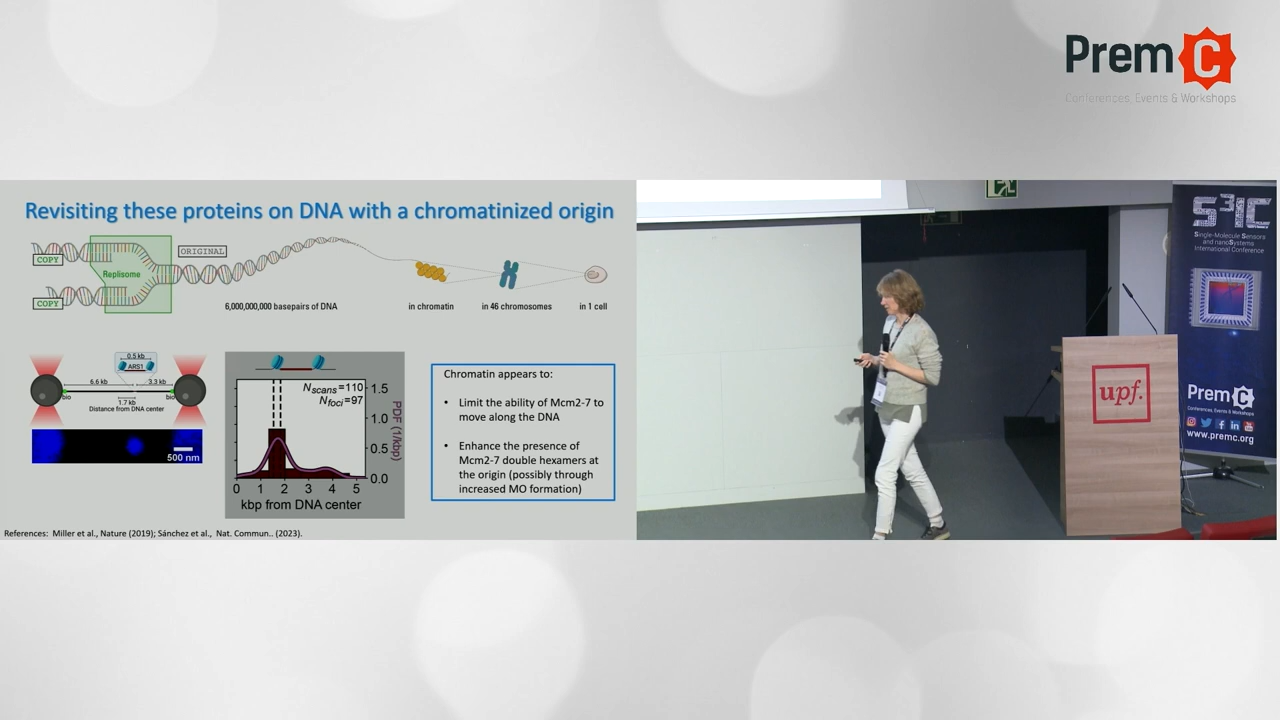 Prem C
Conferences, Events & Workshops
Revisiting these proteins on DNA with a chromatinized origin
COPY
Replisome
ORIGINAL
COPY
6,000,000,000 basepairs of DNA
in chromatin
in 46 chromosomes
in 1 cell
0.5 kb
ARS1
6.6 kb
3.3 kb
bio
bio
1.7 kb
Distance from DNA center
500 nm
Nscans=110
Nfoci=97
1.5
1.0
0.5
0.0
PDF (1/kbp)
0 1 2 3 4 5
kbp from DNA center
Chromatin appears to:
• Limit the ability of Mcm2-7 to
move along the DNA
• Enhance the presence of
Mcm2-7 double hexamers at
the origin (possibly through
increased MO formation)
References: Miller et al., Nature (2019); Sánchez et al., Nat. Commun.. (2023).
S3IC
Single-Molecule Sensors
and nanoSystems
International Conference
upf.
Prem C
Conferences, Events & Workshops
www.premc.org